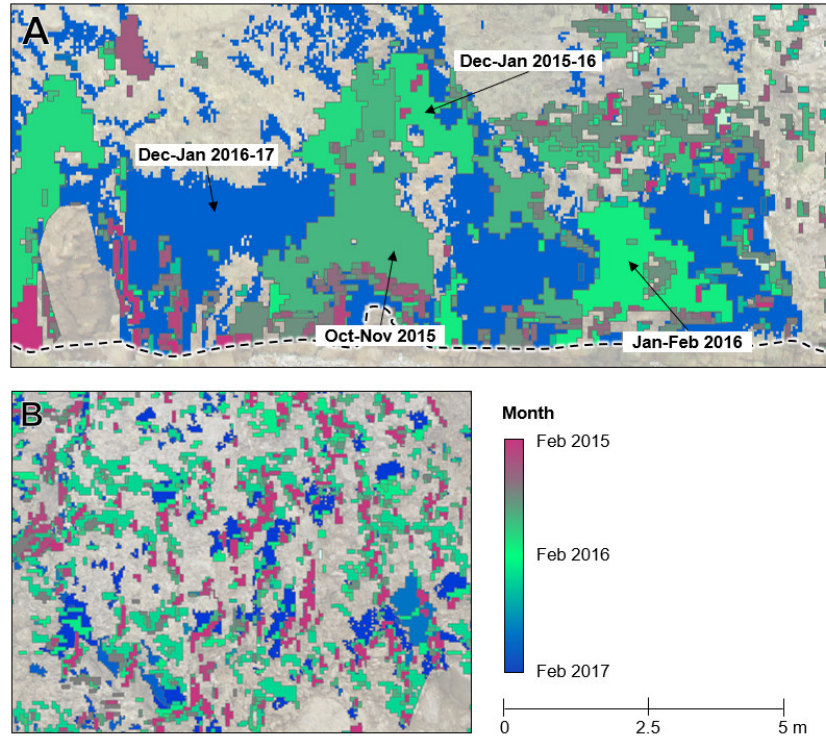 A
Dec-Jan 2015-16
Dec-Jan 2016-17
Oct-Nov 2015
Jan-Feb 2016
B
Month
Feb 2015
Feb 2016
Feb 2017
0 2.5 5 m